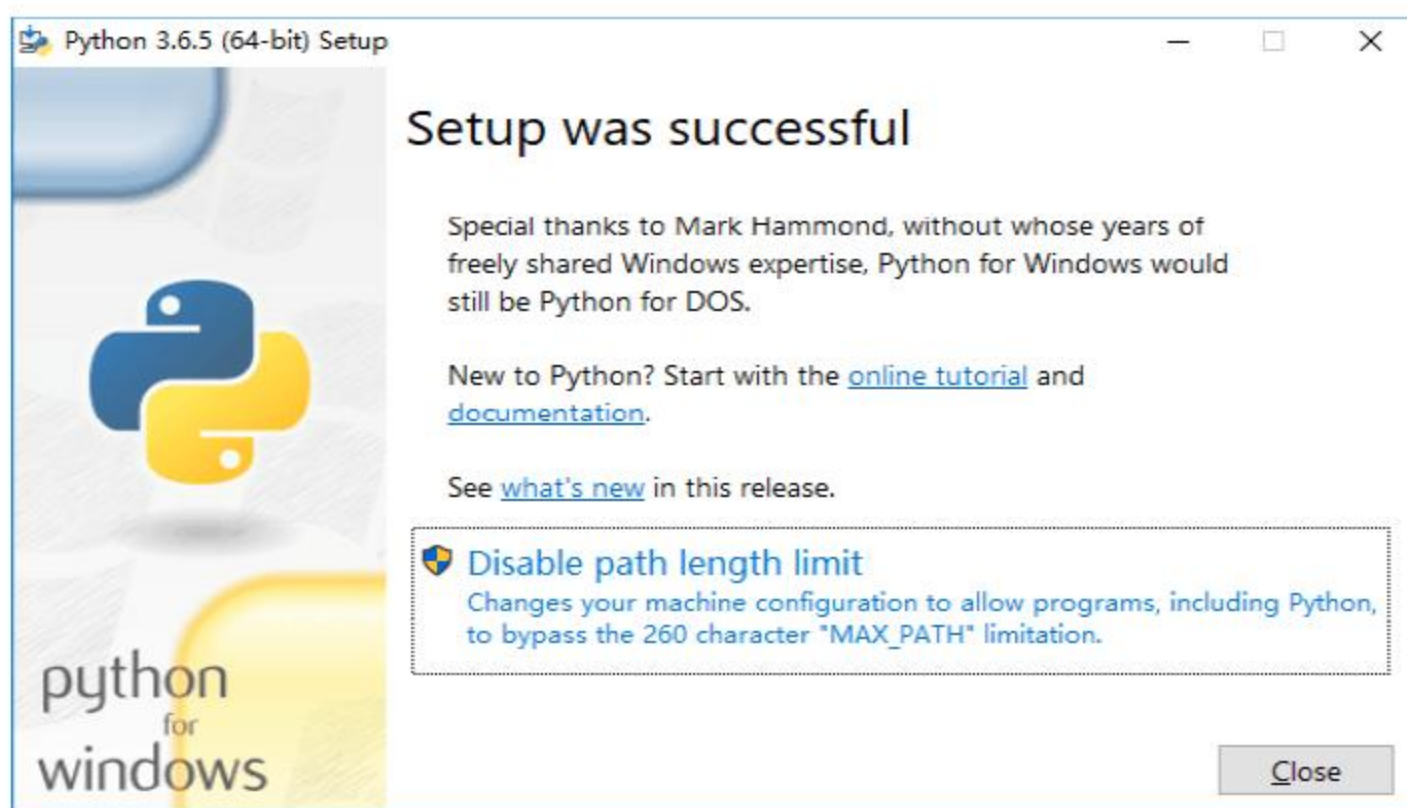 Python 3.6.5 (64-bit) Setup
Setup was successful
Special thanks to Mark Hammond, without whose years of
freely shared Windows expertise, Python for Windows would
still be Python for DOS.
New to Python? Start with the online tutorial and
documentation.
See what's new in this release.
Disable path length limit
Changes your machine configuration to allow programs, including Python,
to bypass the 260 character "MAX_PATH" limitation.
python
for
windows
Close